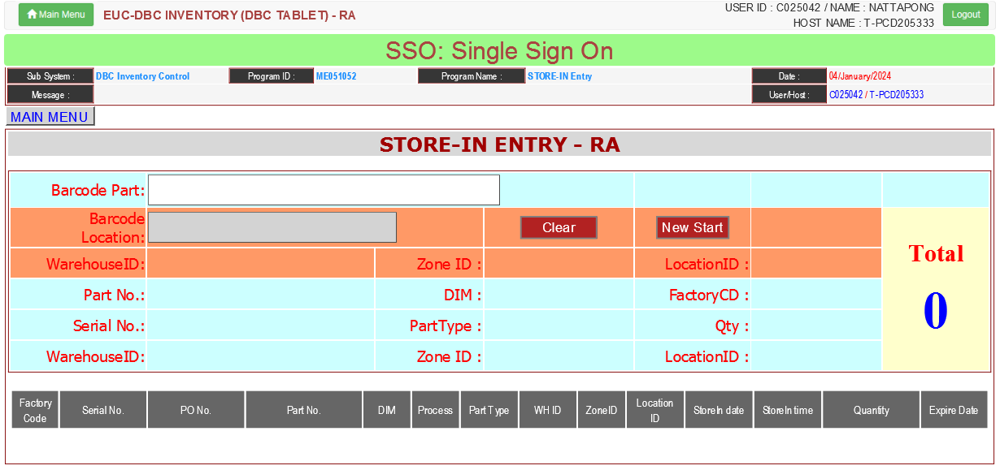 Main Menu EUC-DBC INVENTORY (DBC TABLET) - RA USER ID : C025042 / NAME : NATTAPONG
HOST NAME : T-PCD205333 Logout
SSO: Single Sign On
Sub System : DBC Inventory Control Program ID : ME051052 Program Name : STORE-IN Entry Date : 04/January/2024
Message : User/Host : C025042 / T-PCD205333
MAIN MENU
STORE-IN ENTRY - RA
Barcode Part:
Barcode
Location: Clear New Start
WarehouseID: Zone ID : LocationID :
Total
Part No.: DIM : FactoryCD :
0
Serial No.: PartType : Qty :
WarehouseID: Zone ID : LocationID :
Factory
Code Serial No. PO No. Part No. DIM Process Part Type WH ID ZoneID Location
ID StoreIn date StoreIn time Quantity Expire Date